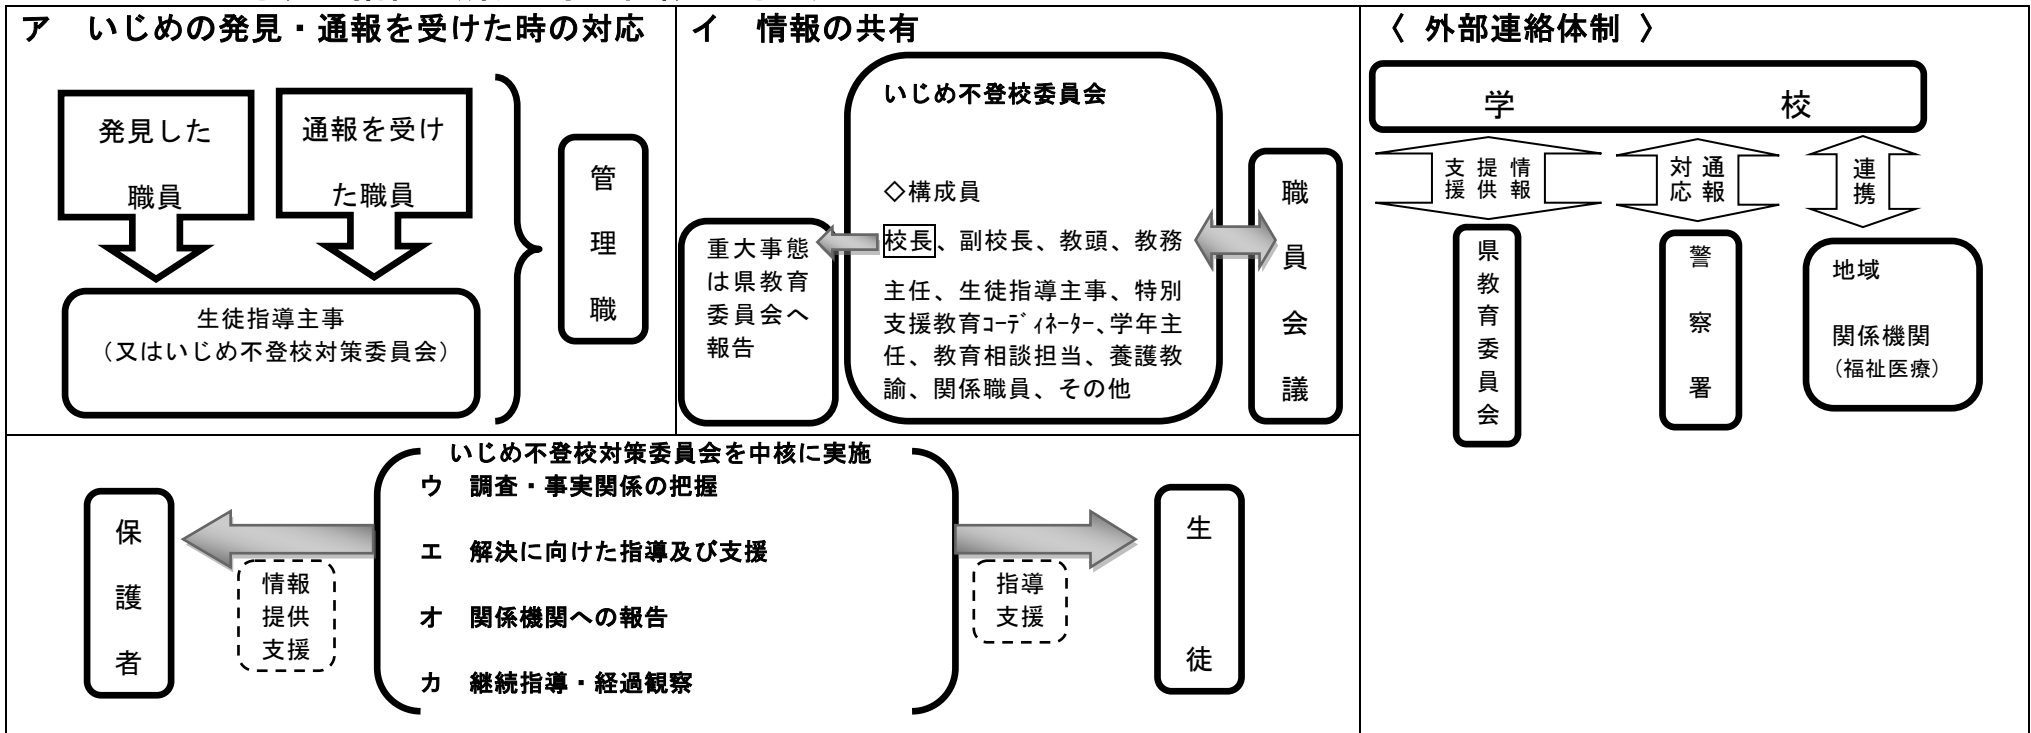 ア　いじめの発見・通報を受けた時の対応
発見した
職員
通報を受け
た職員
生徒指導主事
（又はいじめ不登校対策委員会）
管理職
イ　情報の共有
いじめ不登校委員会
◇構成員
校長、副校長、教頭、教務
主任、生徒指導主事、特別
支援教育ｺｰﾃﾞｨﾈｰﾀｰ、学年主
任、教育相談担当、養護教
諭、関係職員、その他
重大事態
は県教育
委員会へ
報告
職員会議
〈 外部連絡体制 〉
学　校
情報
提供
支援
通報
対応
連携
県教育委員会
警察署
地域
関係機関
（福祉医療）
いじめ不登校対策委員会を中核に実施
ウ　調査・事実関係の把握
エ　解決に向けた指導及び支援
オ　関係機関への報告
カ　継続指導・経過観察
保護者
情報
提供
支援
指導
支援
生徒